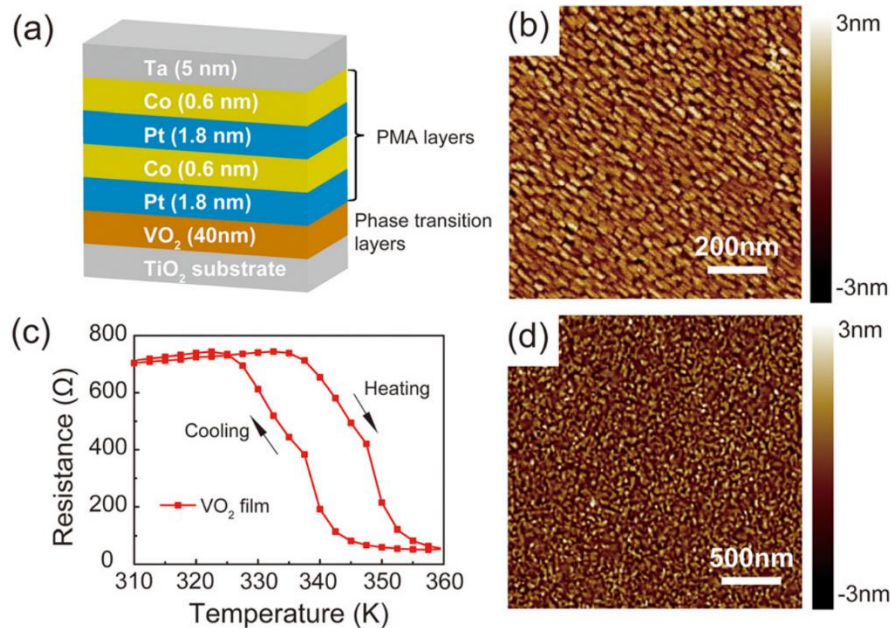 (a)
Ta (5 nm)
Co (0.6 nm)
Pt (1.8 nm)
Co (0.6 nm)
Pt (1.8 nm)
VO₂ (40nm)
TiO₂ substrate
PMA layers
Phase transition
layers
(b)
200nm
3nm
-3nm
(c)
Resistance (Ω)
800
600
400
200
0
Heating
Cooling
VO₂ film
310 320 330 340 350 360
Temperature (K)
(d)
500nm
3nm
-3nm